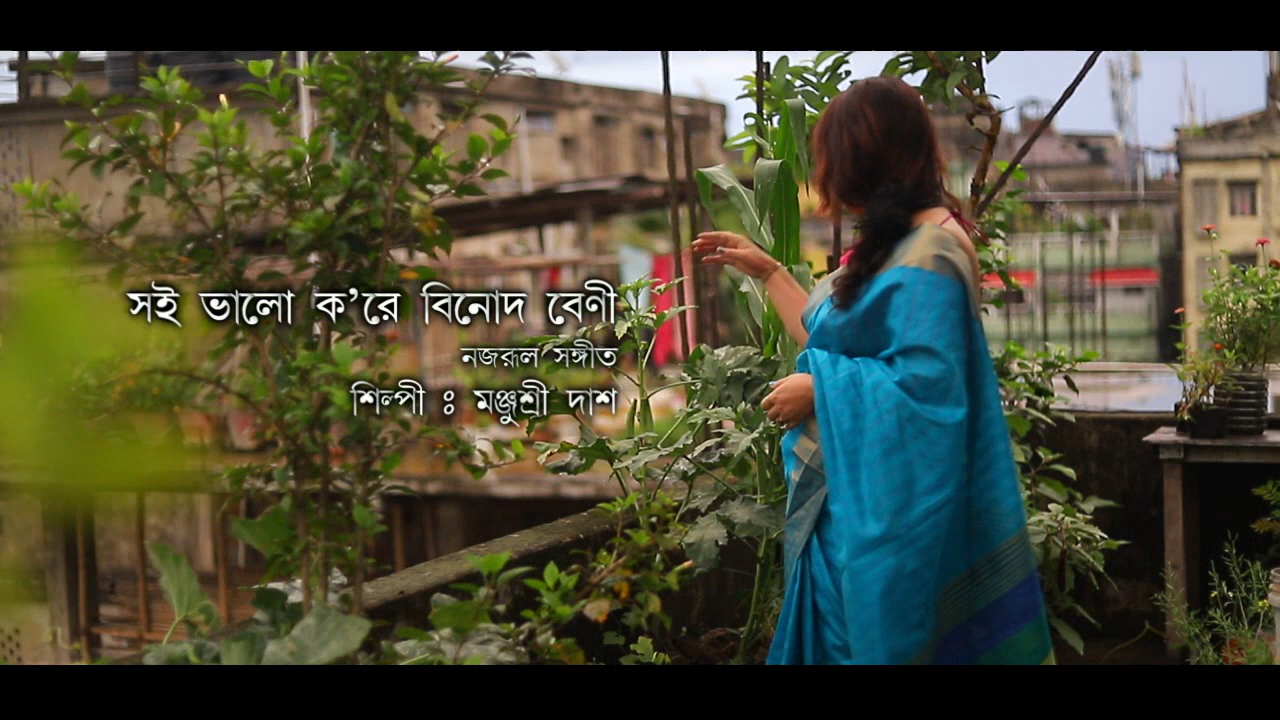 সই ভালো ক’রে বিনোদ বেণী
নজরূল সঙ্গীত
শিল্পী ঃ মঞ্জুশ্রী দাশ